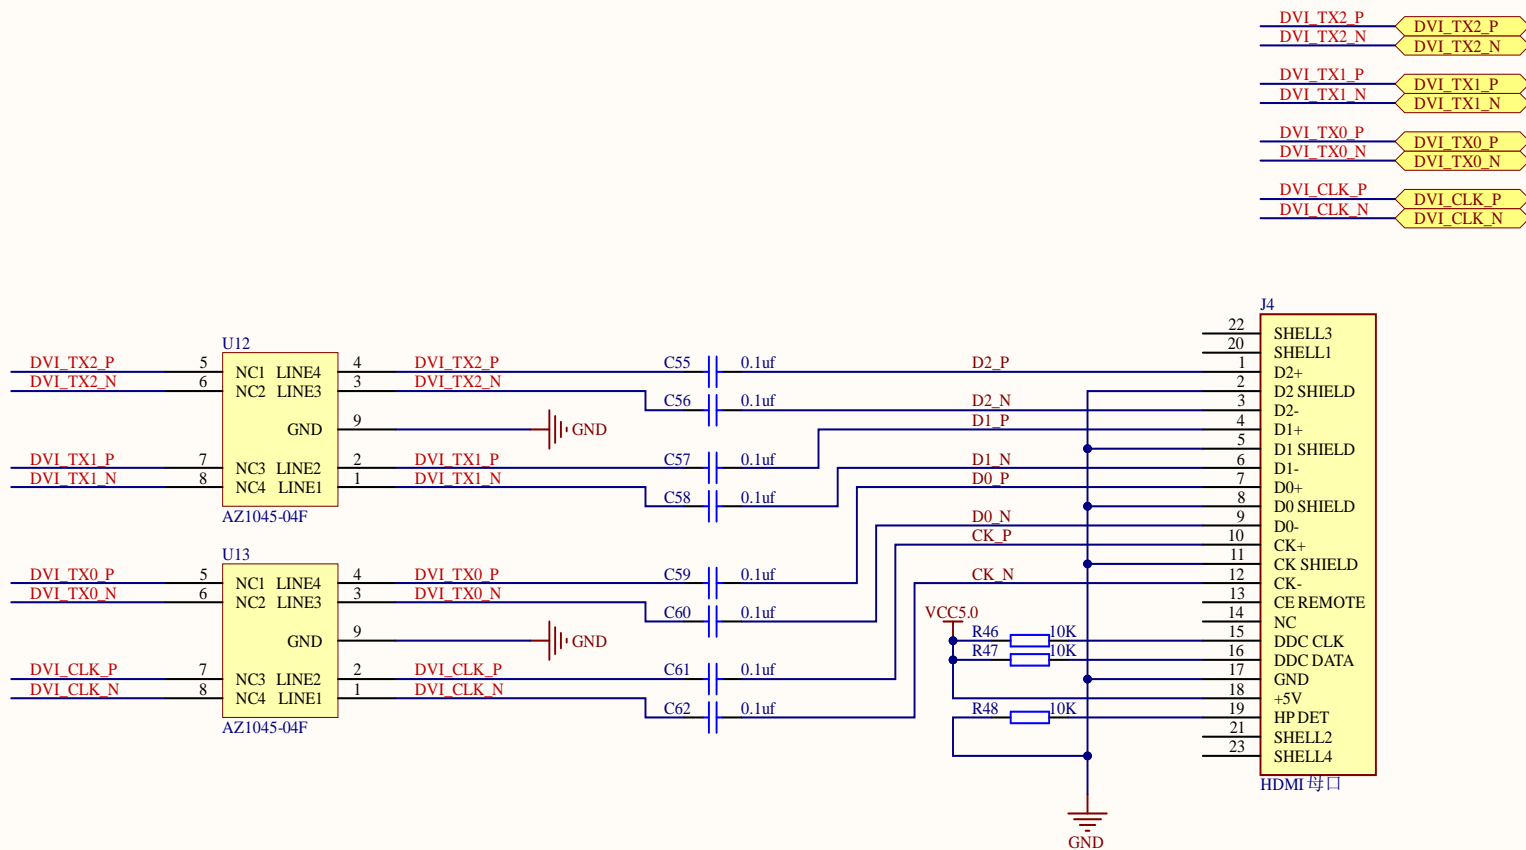 DVI_TX2_P DVI_TX2_P
DVI_TX2_N DVI_TX2_N
DVI_TX1_P DVI_TX1_P
DVI_TX1_N DVI_TX1_N
DVI_TX0_P DVI_TX0_P
DVI_TX0_N DVI_TX0_N
DVI_CLK_P DVI_CLK_P
DVI_CLK_N DVI_CLK_N
U12
DVI_TX2_P 5 NC1 LINE4 4 DVI_TX2_P C55 0.1uf
DVI_TX2_N 6 NC2 LINE3 3 DVI_TX2_N
C56 0.1uf
GND 9 GND
DVI_TX1_P 7 NC3 LINE2 2 DVI_TX1_P C57 0.1uf
DVI_TX1_N 8 NC4 LINE1 1 DVI_TX1_N
C58 0.1uf
AZ1045-04F
U13
DVI_TX0_P 5 NC1 LINE4 4 DVI_TX0_P C59 0.1uf
DVI_TX0_N 6 NC2 LINE3 3 DVI_TX0_N
C60 0.1uf
GND 9 GND
DVI_CLK_P 7 NC3 LINE2 2 DVI_CLK_P C61 0.1uf
DVI_CLK_N 8 NC4 LINE1 1 DVI_CLK_N
C62 0.1uf
AZ1045-04F
J4
22 SHELL3
20 SHELL1
D2_P 1 D2+
2 D2 SHIELD
D2_N 3 D2-
D1_P 4 D1+
5 D1 SHIELD
D1_N 6 D1-
D0_P 7 D0+
8 D0 SHIELD
D0_N 9 D0-
CK_P 10 CK+
11 CK SHIELD
CK_N 12 CK-
13 CE REMOTE
VCC5.0
14 NC
R46 10K 15 DDC CLK
R47 10K 16 DDC DATA
17 GND
18 +5V
R48 10K 19 HP DET
21 SHELL2
23 SHELL4
HDMI 母口
GND